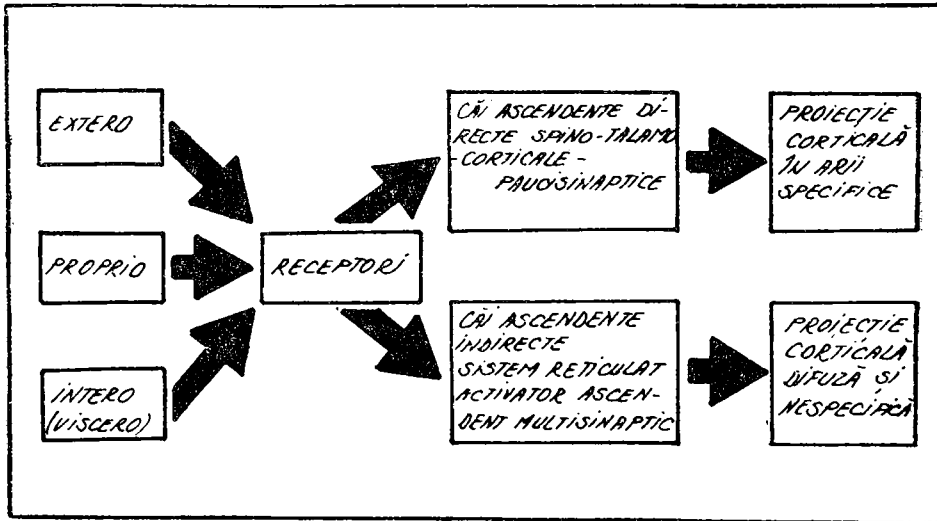 EXTERO
PROPRIO
INTERO
(VISCERO)
RECEPTORI
CĂI ASCENDENTE DI-
RECTE SPINO-TALAMO
-CORTICALE -
PAUCISINAPTICE
CĂI ASCENDENTE
INDIRECTE
SISTEM RETICULAT
ACTIVATOR ASCEN-
DENT MULTISINAPTIC
PROIECȚIE
CORTICALĂ
ÎN ARII
SPECIFICE
PROIECȚIE
CORTICALĂ
DIFUZĂ ȘI
NESPECIFICĂ